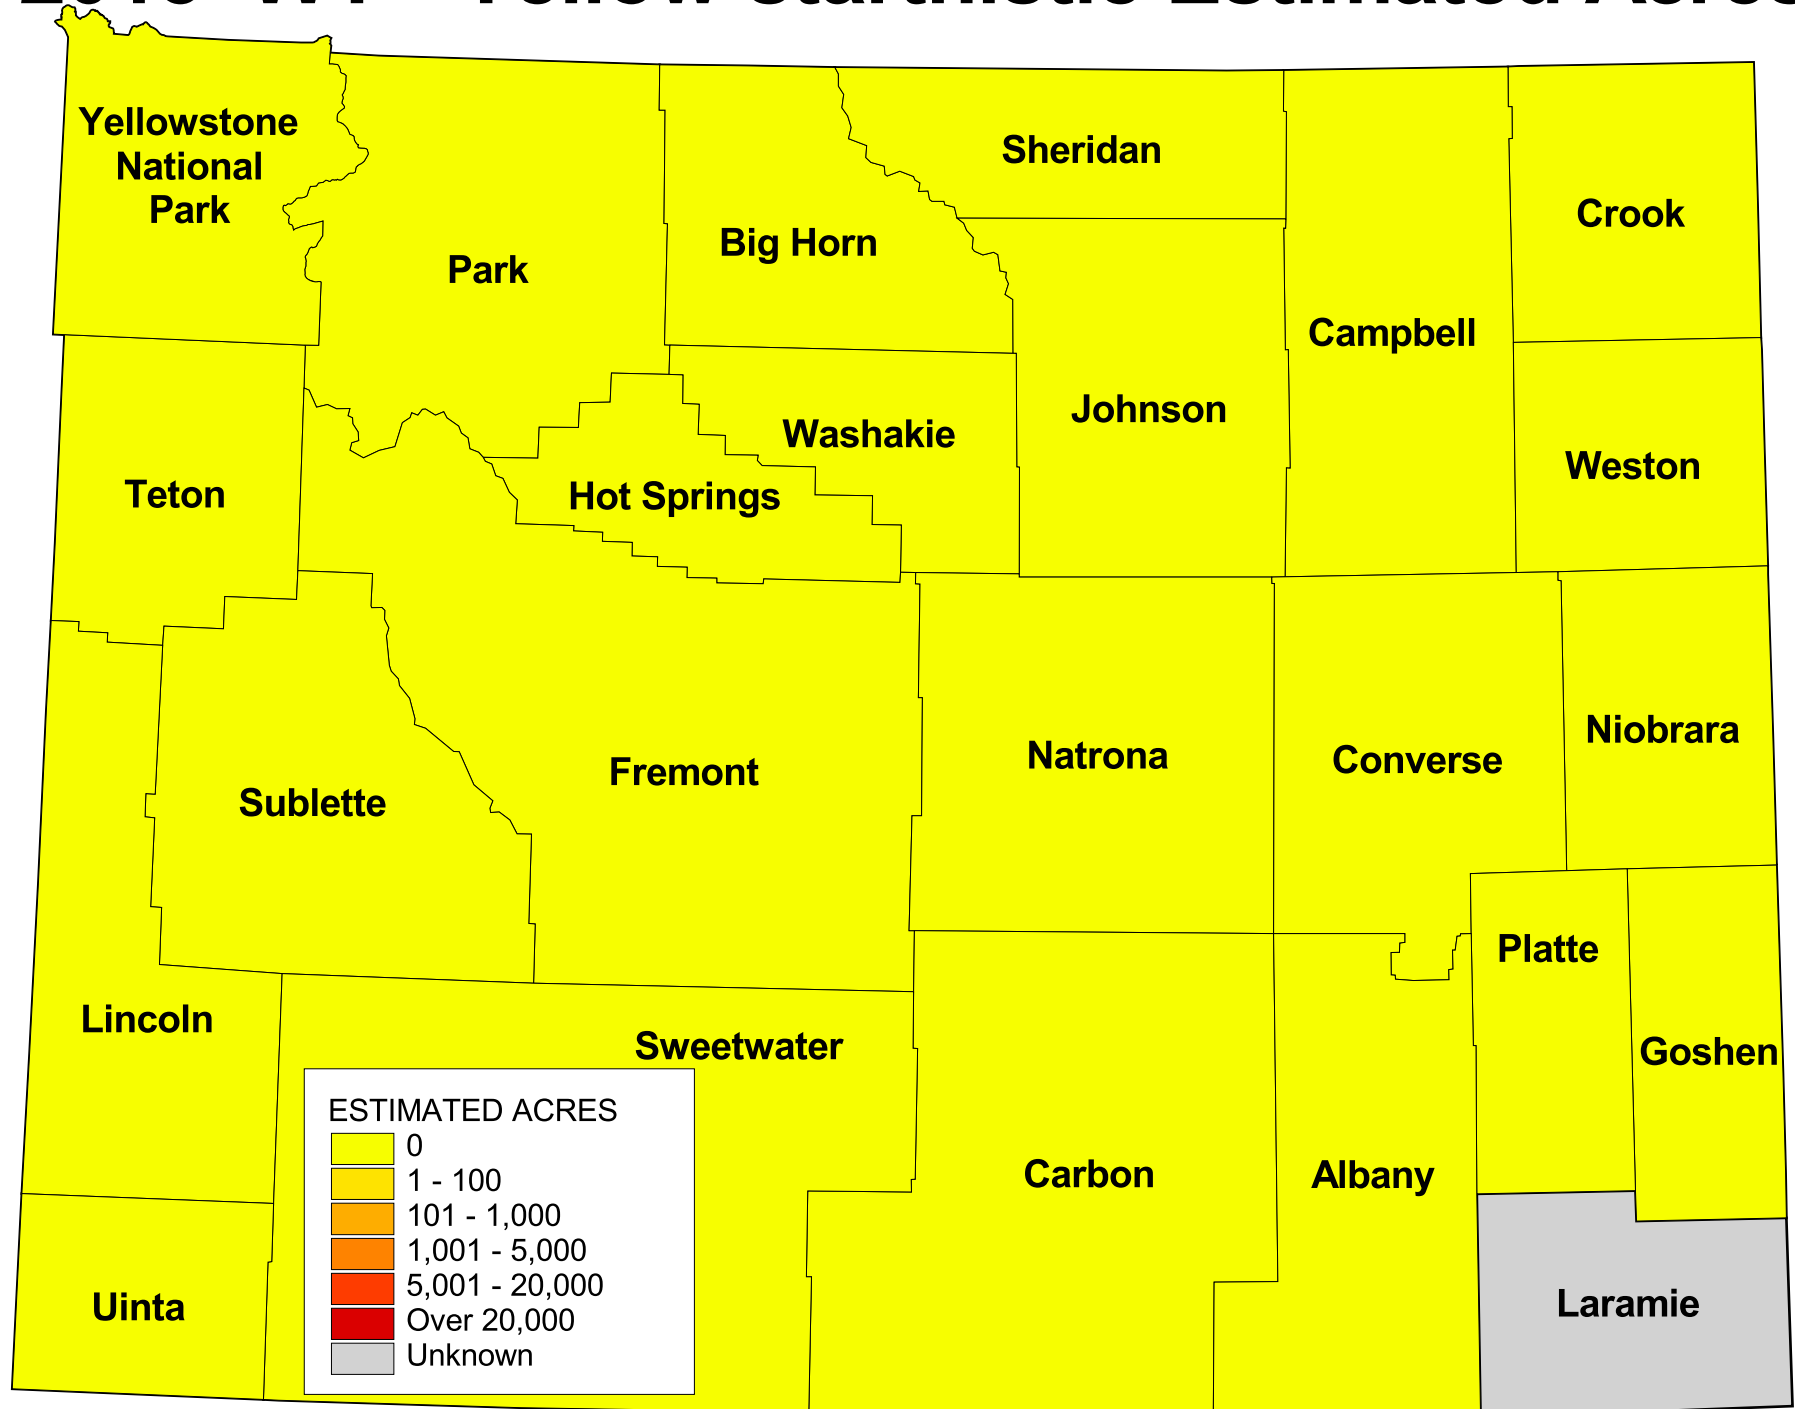 Yellowstone
National
Park
Park
Big Horn
Sheridan
Crook
Campbell
Johnson
Washakie
Weston
Teton
Hot Springs
Niobrara
Natrona
Converse
Fremont
Sublette
Platte
Lincoln
Sweetwater
Goshen
Carbon
Albany
Uinta
Laramie
ESTIMATED ACRES
0
1 - 100
101 - 1,000
1,001 - 5,000
5,001 - 20,000
Over 20,000
Unknown